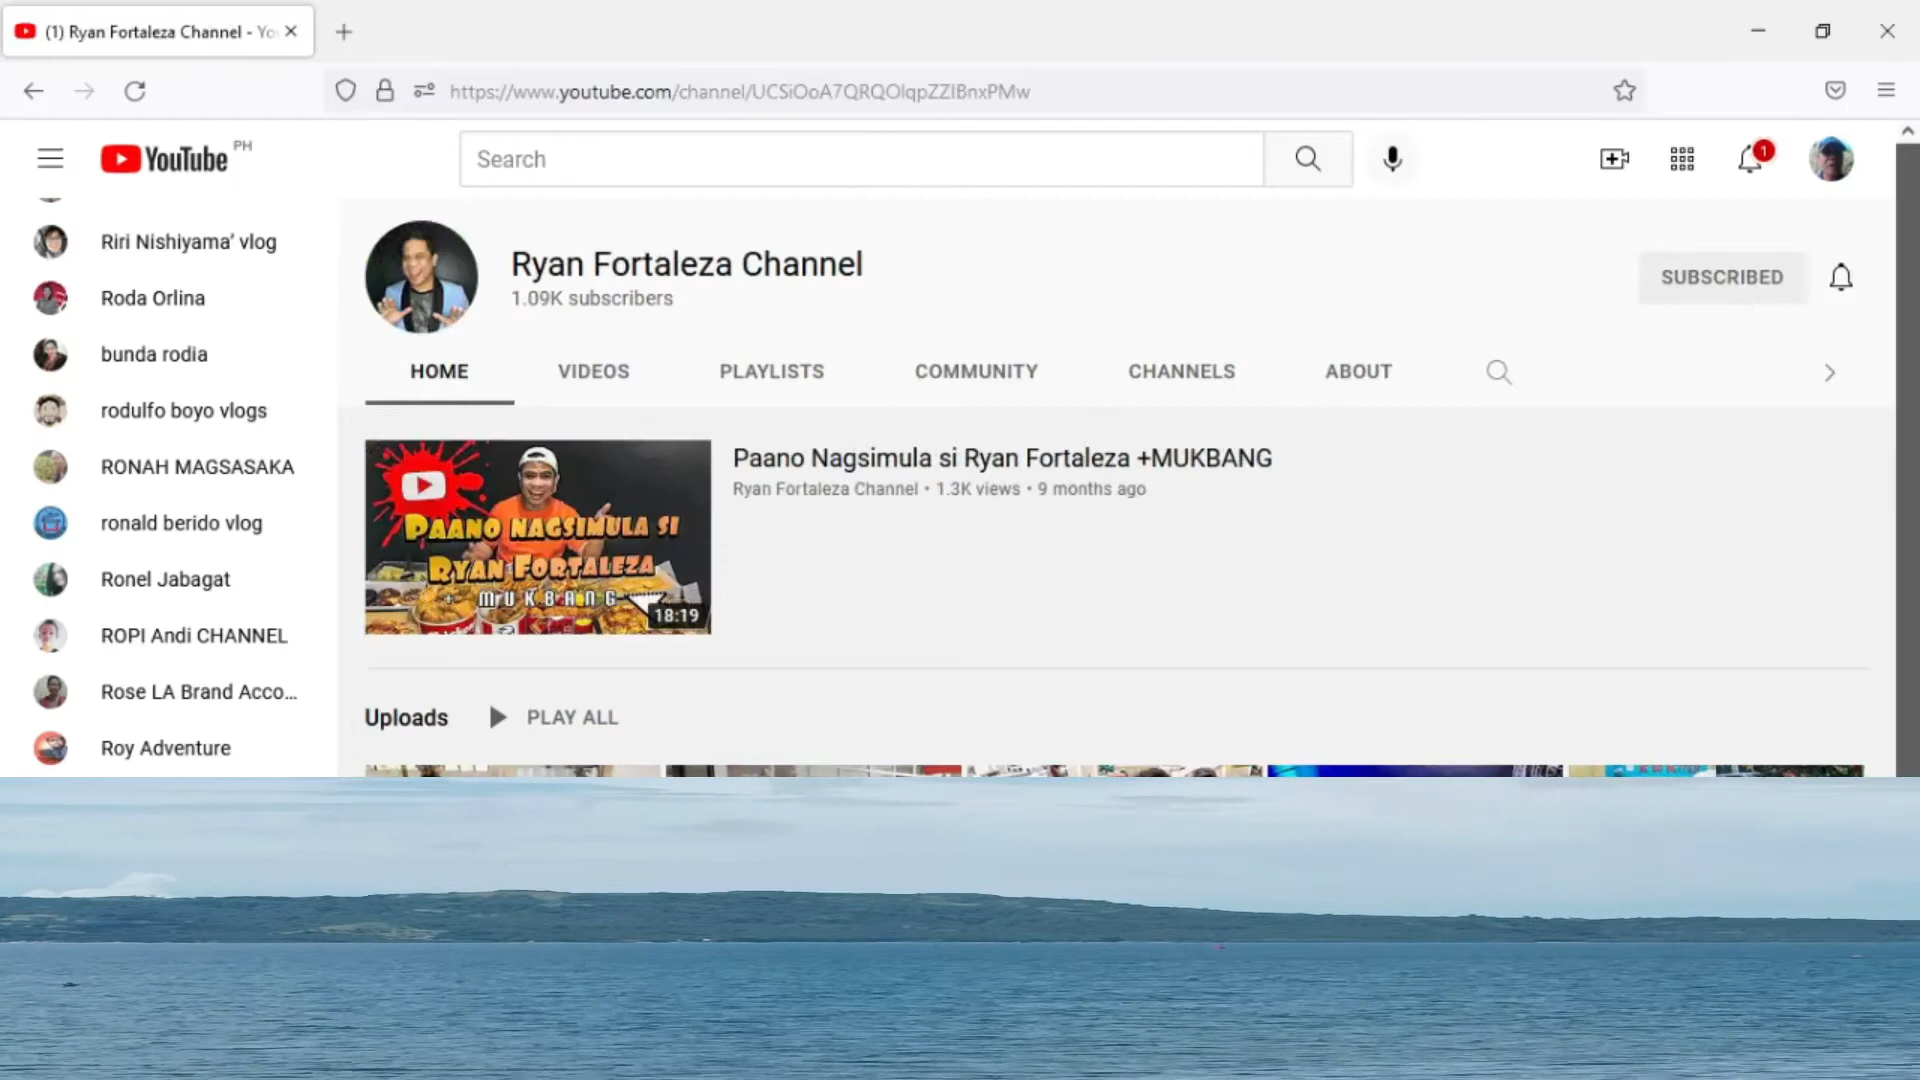 (1) Ryan Fortaleza Channel - Yo
https://www.youtube.com/channel/UCSiOoA7QRQOlqpZZIBnxPMw
YouTube PH
Search
1
Riri Nishiyama' vlog
Roda Orlina
bunda rodia
rodulfo boyo vlogs
RONAH MAGSASAKA
ronald berido vlog
Ronel Jabagat
ROPI Andi CHANNEL
Rose LA Brand Acco...
Roy Adventure
Ryan Fortaleza Channel
1.09K subscribers
SUBSCRIBED
HOME VIDEOS PLAYLISTS COMMUNITY CHANNELS ABOUT
PAANO NAGSIMULA SI
RYAN FORTALEZA
+ MUKBANG
18:19
Paano Nagsimula si Ryan Fortaleza +MUKBANG
Ryan Fortaleza Channel • 1.3K views • 9 months ago
Uploads PLAY ALL